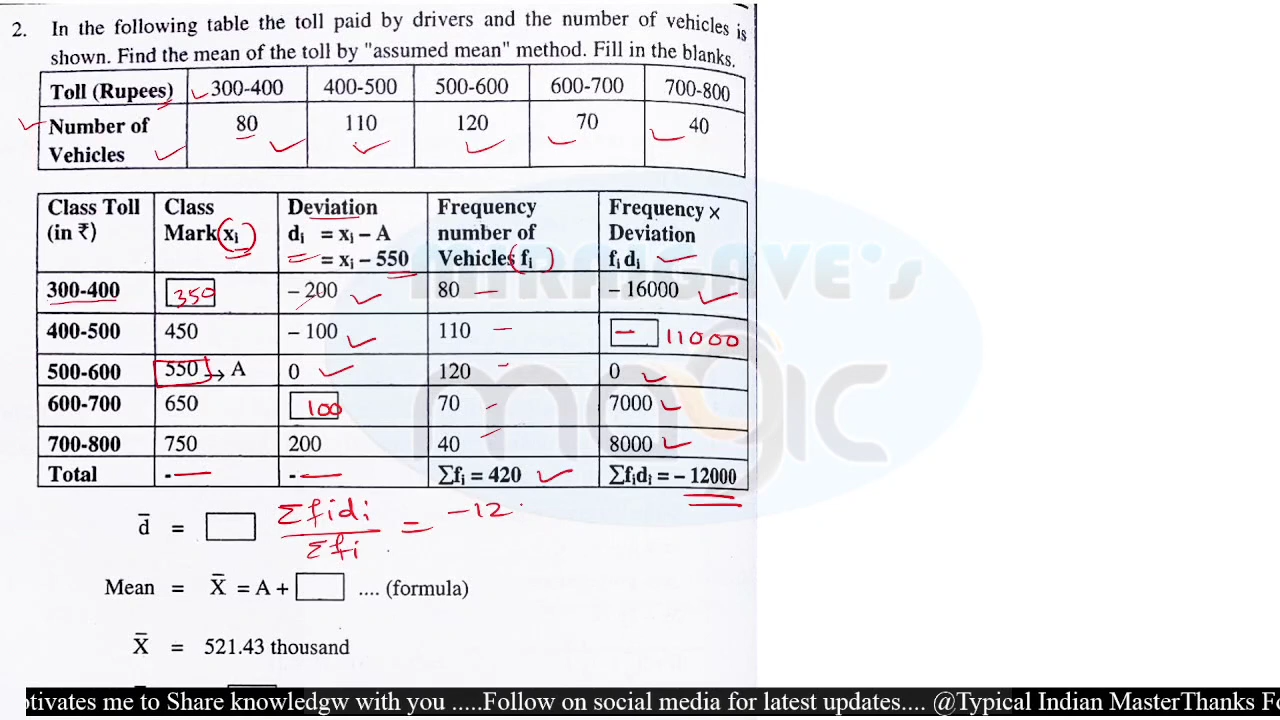 2. In the following table the toll paid by drivers and the number of vehicles is
shown. Find the mean of the toll by "assumed mean" method. Fill in the blanks.
Toll (Rupees) 300-400 400-500 500-600 600-700 700-800
Number of Vehicles 80 110 120 70 40
Class Toll (in ₹) Class Mark (xᵢ) Deviation dᵢ = xᵢ – A = xᵢ – 550 Frequency number of Vehicles (fᵢ) Frequency × Deviation fᵢ dᵢ
300-400 350 – 200 80 – 16000
400-500 450 – 100 110 – 11000
500-600 550 → A 0 120 0
600-700 650 100 70 7000
700-800 750 200 40 8000
Total - - Σfᵢ = 420 Σfᵢdᵢ = – 12000
d̄ = Σfidi / Σfi = -12
Mean = X̄ = A + .... (formula)
X̄ = 521.43 thousand
MIRAJGAVE's
magic
tivates me to Share knowledgw with you .....Follow on social media for latest updates.... @Typical Indian MasterThanks Fo